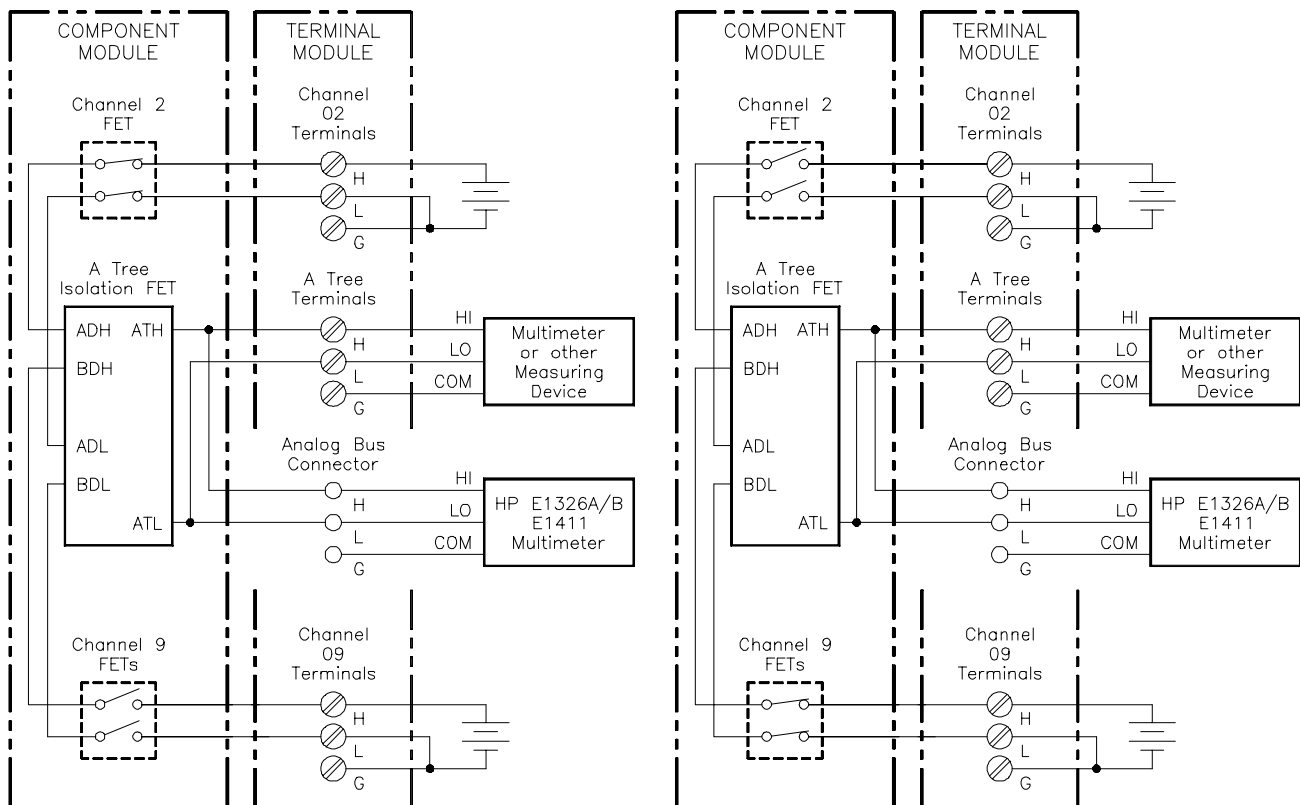 COMPONENT
MODULE
TERMINAL
MODULE
Channel 2
FET
Channel
02
Terminals
H
L
G
A Tree
Isolation FET
A Tree
Terminals
ADH
ATH
BDH
ADL
BDL
ATL
H
L
G
HI
LO
COM
Multimeter
or other
Measuring
Device
Analog Bus
Connector
H
L
G
HI
LO
COM
HP E1326A/B
E1411
Multimeter
Channel 9
FETs
Channel
09
Terminals
H
L
G
COMPONENT
MODULE
TERMINAL
MODULE
Channel 2
FET
Channel
02
Terminals
H
L
G
A Tree
Isolation FET
A Tree
Terminals
ADH
ATH
BDH
ADL
BDL
ATL
H
L
G
HI
LO
COM
Multimeter
or other
Measuring
Device
Analog Bus
Connector
H
L
G
HI
LO
COM
HP E1326A/B
E1411
Multimeter
Channel 9
FETs
Channel
09
Terminals
H
L
G